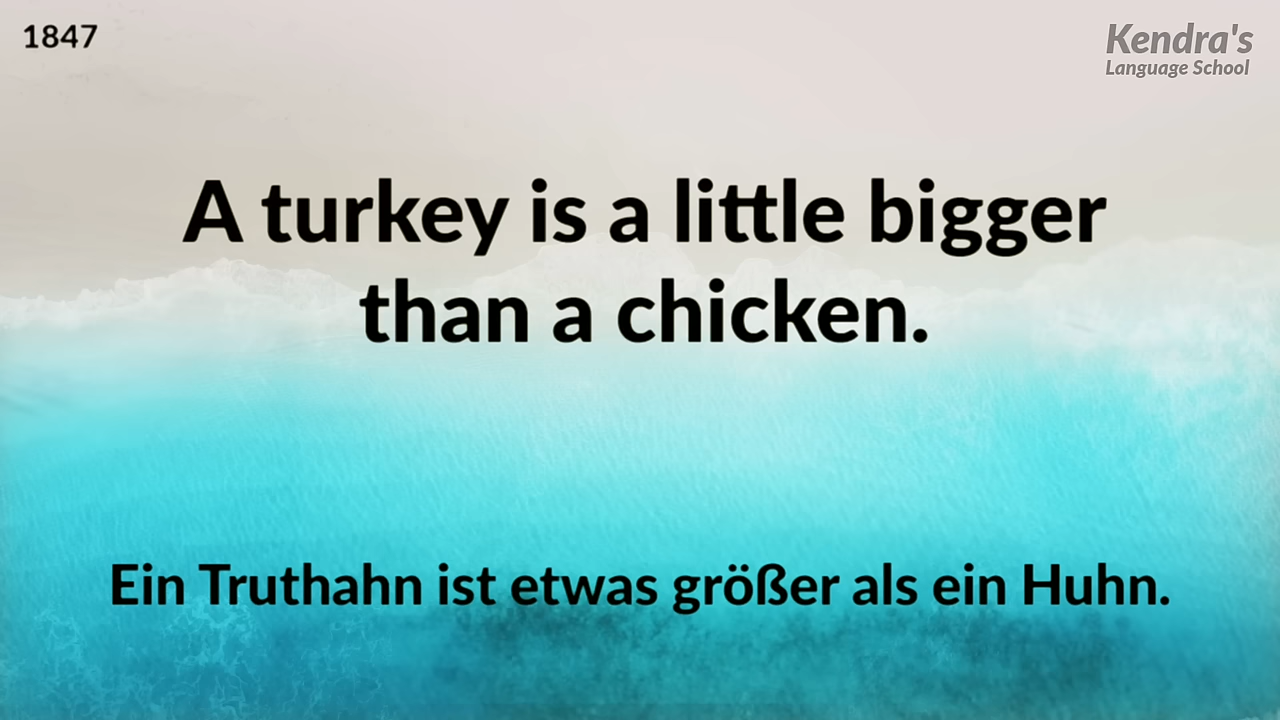 1847
Kendra's
Language School
A turkey is a little bigger
than a chicken.
Ein Truthahn ist etwas größer als ein Huhn.